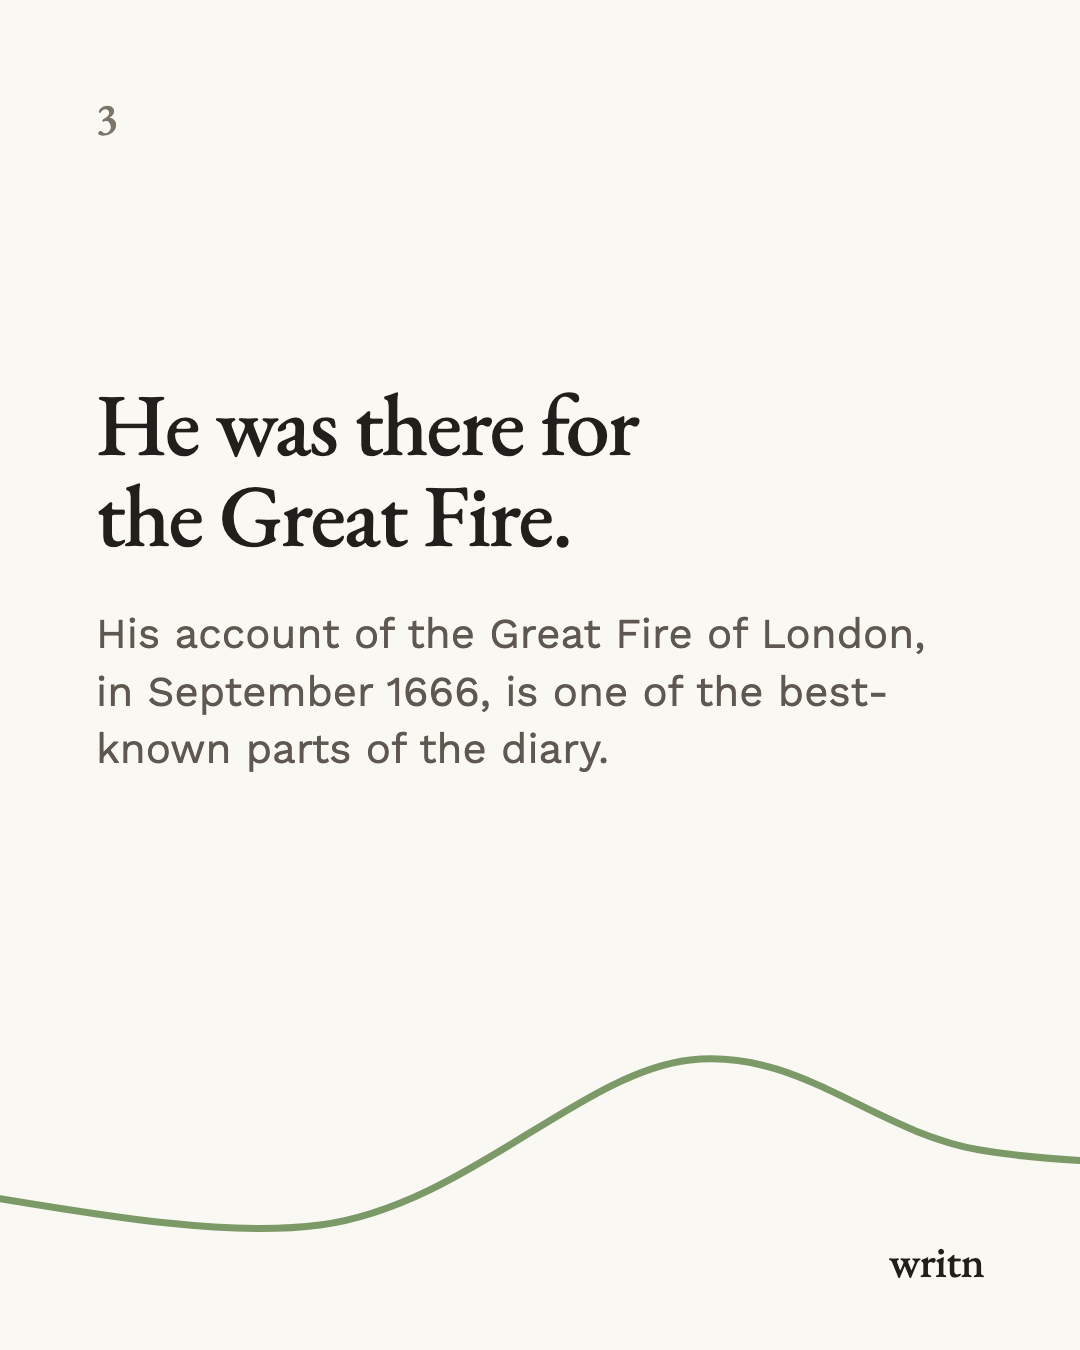 3
He was there for
the Great Fire.
His account of the Great Fire of London,
in September 1666, is one of the best-
known parts of the diary.
writn